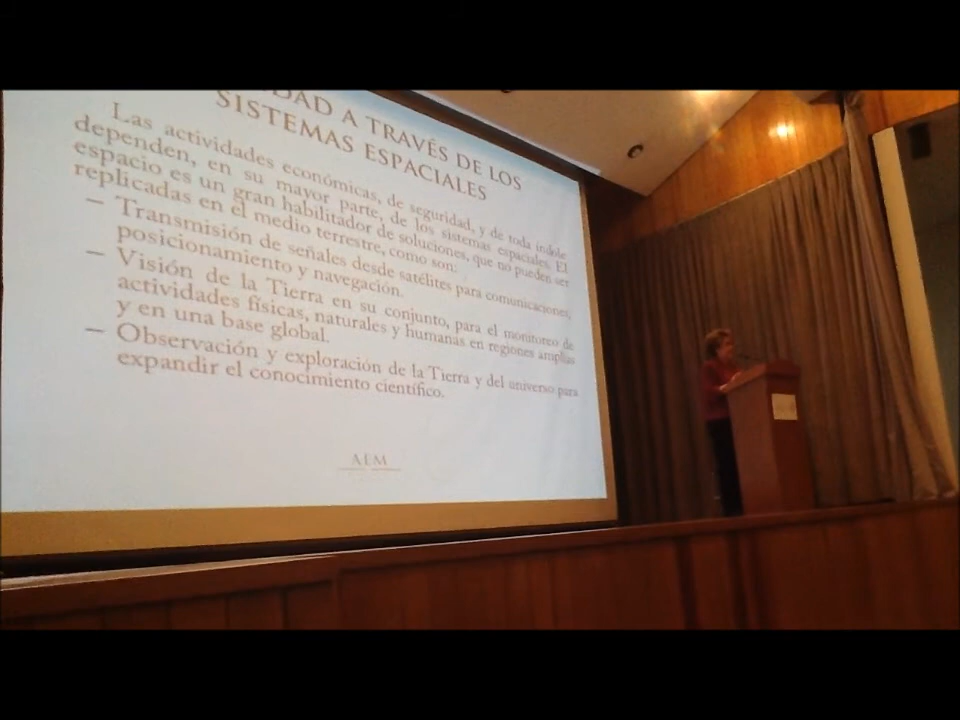 DAD A TRAVÉS DE LOS
SISTEMAS ESPACIALES
Las actividades económicas, de seguridad, y de toda índole
dependen, en su mayor parte, de los sistemas espaciales. El
espacio es un gran habilitador de soluciones, que no pueden ser
replicadas en el medio terrestre, como son:
– Transmisión de señales desde satélites para comunicaciones,
posicionamiento y navegación.
– Visión de la Tierra en su conjunto, para el monitoreo de
actividades físicas, naturales y humanas en regiones amplias
y en una base global.
– Observación y exploración de la Tierra y del universo para
expandir el conocimiento científico.
AEM